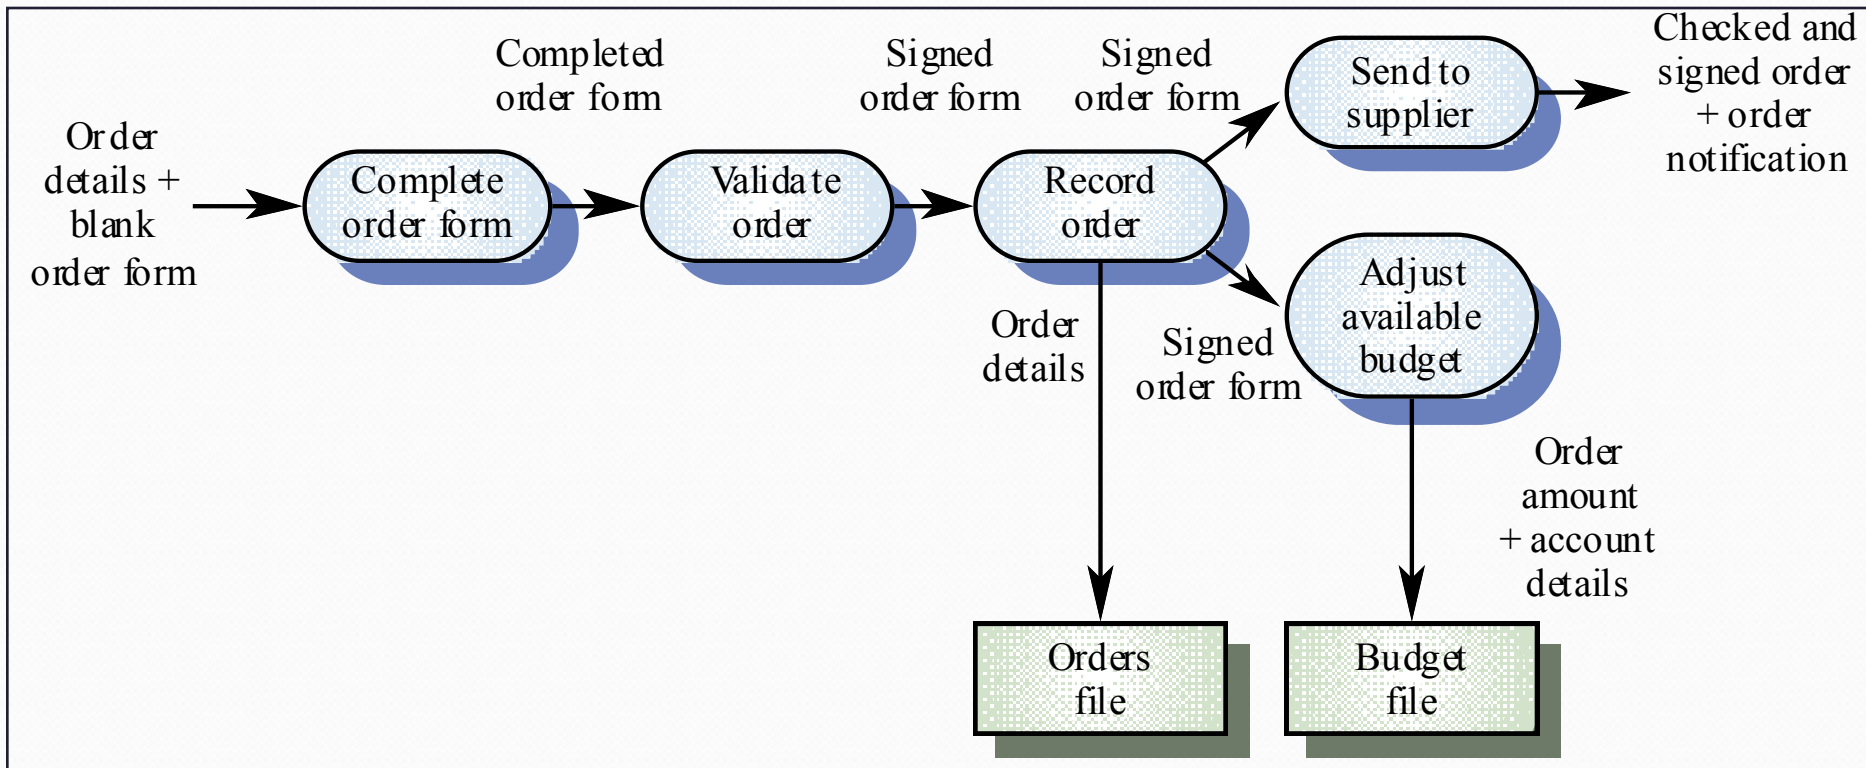 Order
details +
blank
order form
Complete
order form
Completed
order form
Validate
order
Signed
order form
Record
order
Signed
order form
Send to
supplier
Checked and
signed order
+ order
notification
Order
details
Signed
order form
Adjust
available
budget
Order
amount
+ account
details
Orders
file
Budget
file